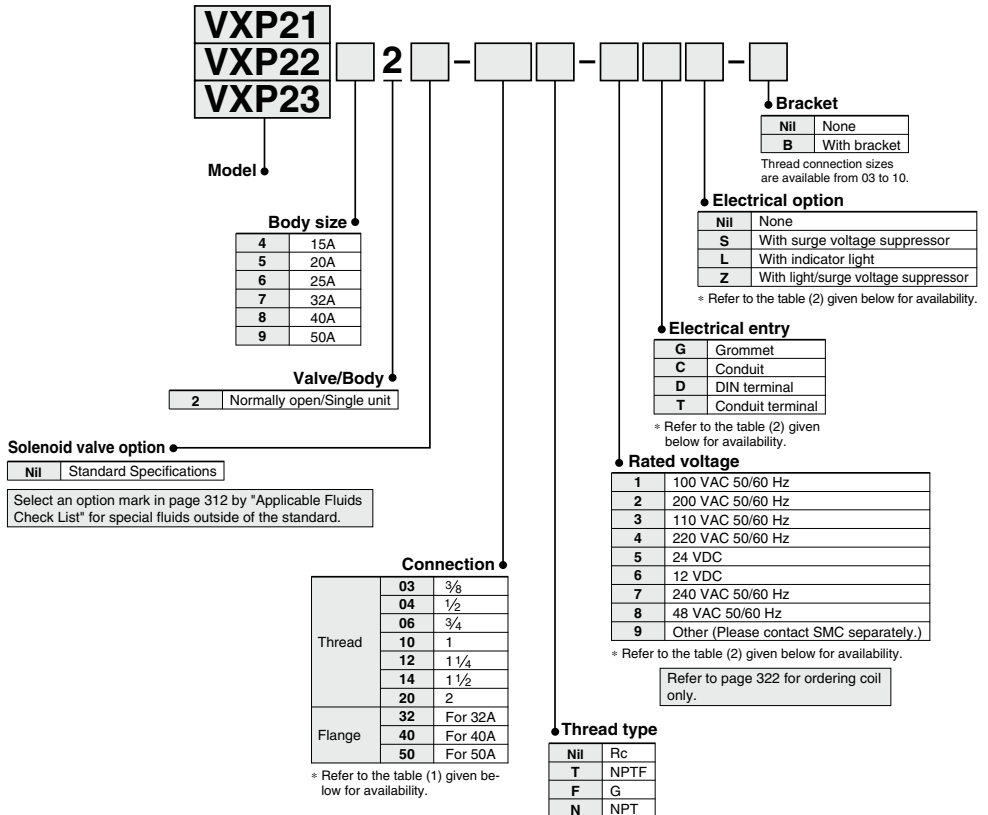 VXP21
VXP22 2 – – –
VXP23
Model
Bracket
Nil None
B With bracket
Thread connection sizes
are available from 03 to 10.
Body size
4 15A
5 20A
6 25A
7 32A
8 40A
9 50A
Electrical option
Nil None
S With surge voltage suppressor
L With indicator light
Z With light/surge voltage suppressor
* Refer to the table (2) given below for availability.
Electrical entry
G Grommet
C Conduit
D DIN terminal
T Conduit terminal
* Refer to the table (2) given
below for availability.
Valve/Body
2 Normally open/Single unit
Solenoid valve option
Nil Standard Specifications
Select an option mark in page 312 by "Applicable Fluids
Check List" for special fluids outside of the standard.
Rated voltage
1 100 VAC 50/60 Hz
2 200 VAC 50/60 Hz
3 110 VAC 50/60 Hz
4 220 VAC 50/60 Hz
5 24 VDC
6 12 VDC
7 240 VAC 50/60 Hz
8 48 VAC 50/60 Hz
9 Other (Please contact SMC separately.)
* Refer to the table (2) given below for availability.
Refer to page 322 for ordering coil
only.
Connection
Thread
03 3⁄8
04 1⁄2
06 3⁄4
10 1
12 1 1⁄4
14 1 1⁄2
20 2
Flange
32 For 32A
40 For 40A
50 For 50A
* Refer to the table (1) given be-
low for availability.
Thread type
Nil Rc
T NPTF
F G
N NPT